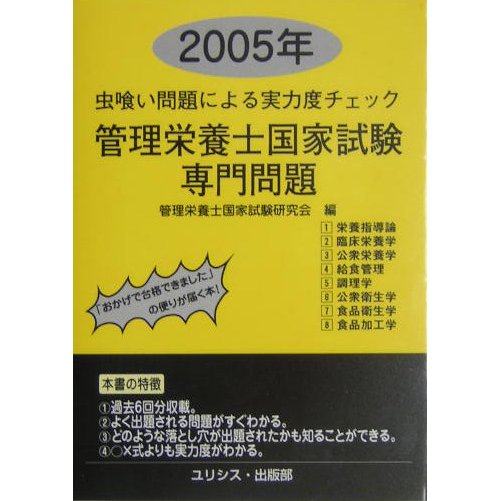 2005年
虫喰い問題による実力度チェック
管理栄養士国家試験
専門問題
管理栄養士国家試験研究会 編
1 栄養指導論
2 臨床栄養学
3 公衆栄養学
4 給食管理
5 調理学
6 公衆衛生学
7 食品衛生学
8 食品加工学
「おかげで合格できました」
の便りが届く本!
本書の特徴
①過去6回分収載。
②よく出題される問題がすぐわかる。
③どのような落とし穴が出題されたかも知ることができる。
④○×式よりも実力度がわかる。
ユリシス・出版部